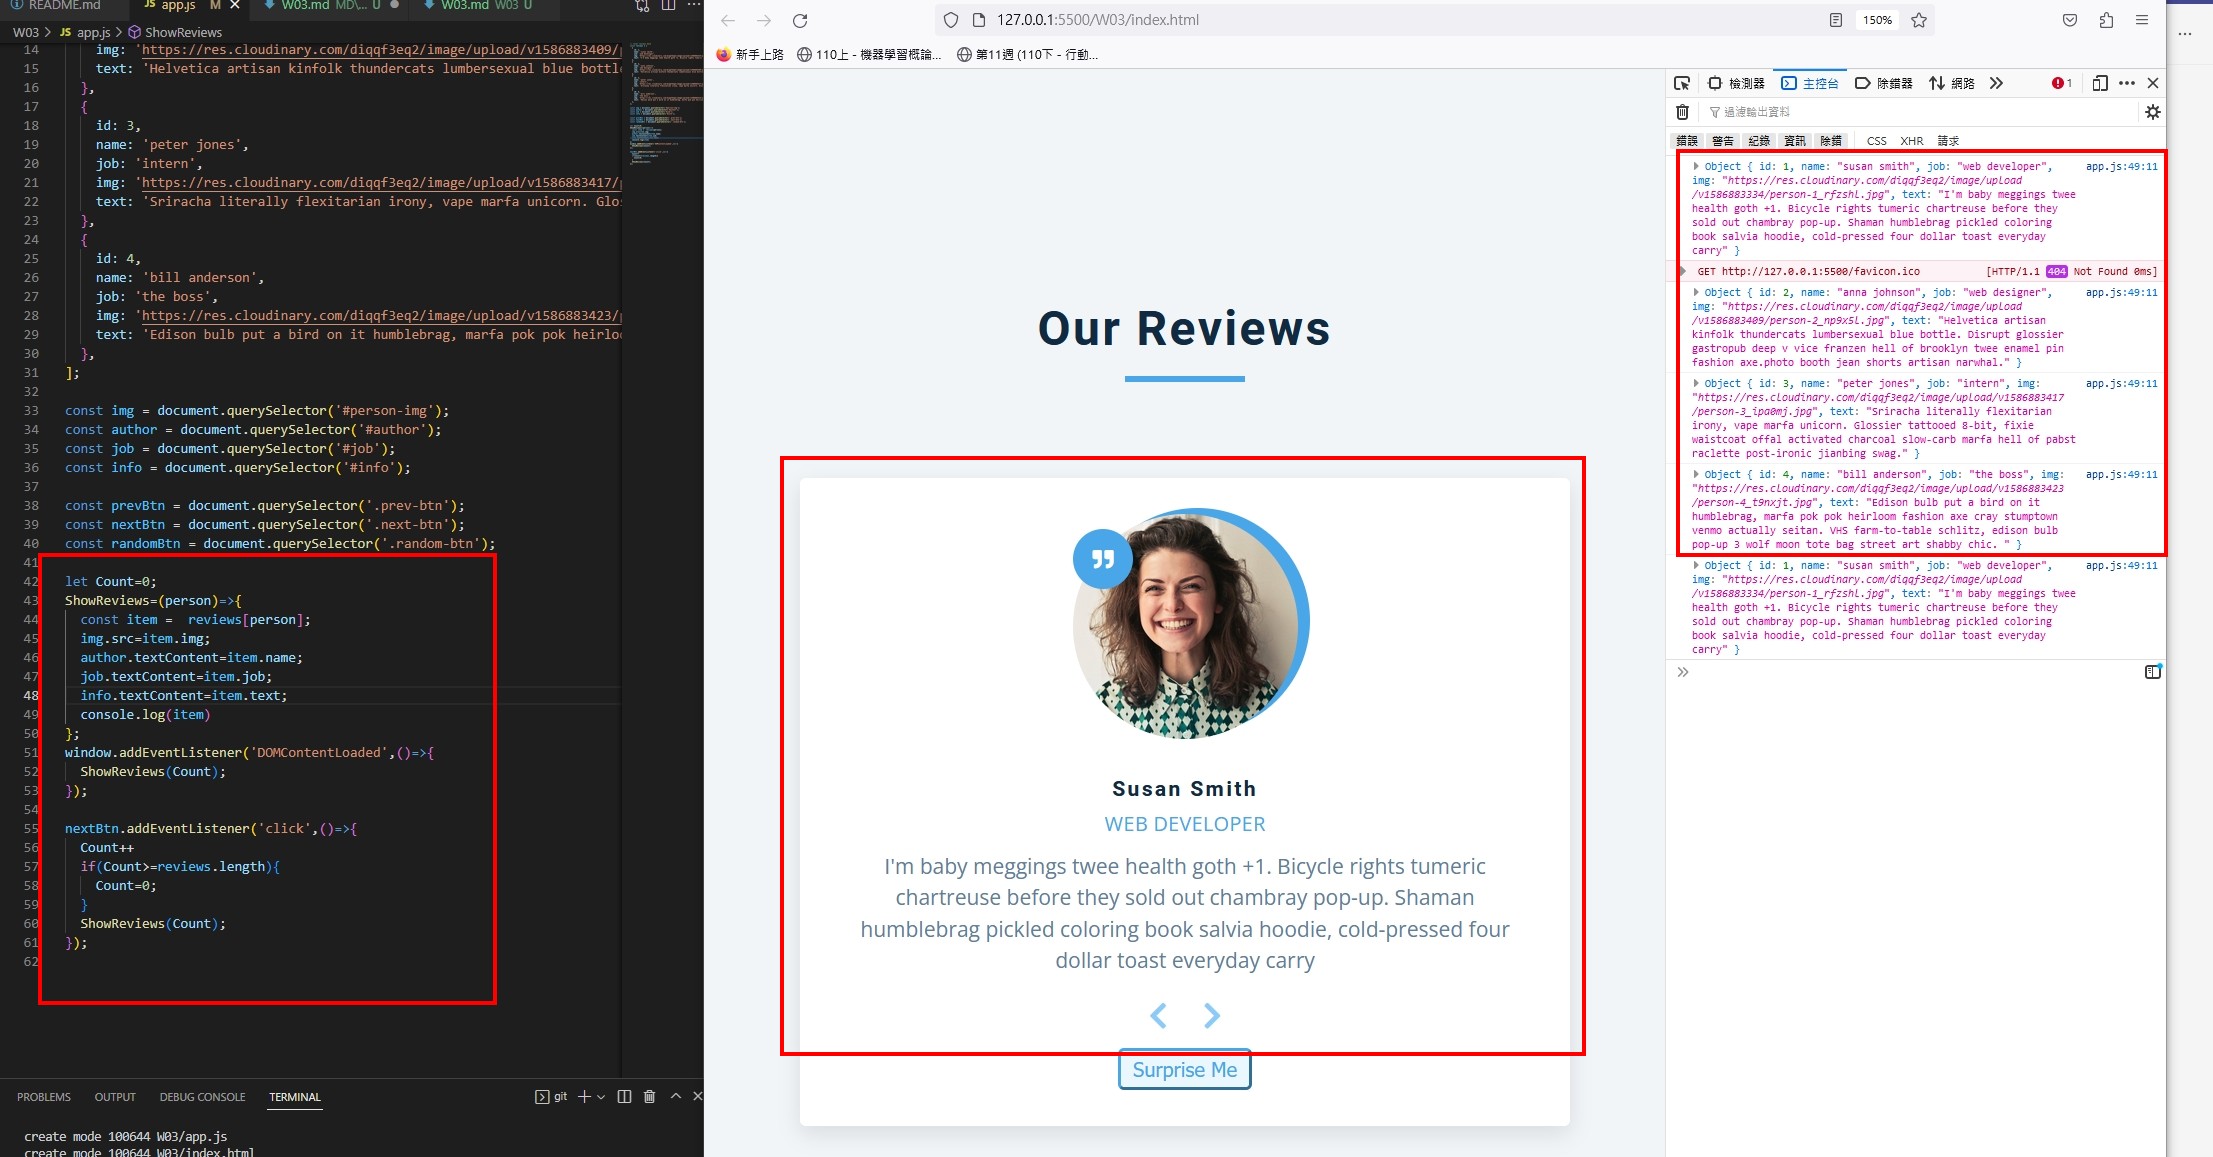 README.md
JS app.js M
W03.md MD\... U
W03.md W03 U
W03 > JS app.js > ShowReviews
14 img: 'https://res.cloudinary.com/diqqf3eq2/image/upload/v1586883409/
15 text: 'Helvetica artisan kinfolk thundercats lumbersexual blue bottl
16 },
17 {
18 id: 3,
19 name: 'peter jones',
20 job: 'intern',
21 img: 'https://res.cloudinary.com/diqqf3eq2/image/upload/v1586883417/
22 text: 'Sriracha literally flexitarian irony, vape marfa unicorn. Glo
23 },
24 {
25 id: 4,
26 name: 'bill anderson',
27 job: 'the boss',
28 img: 'https://res.cloudinary.com/diqqf3eq2/image/upload/v1586883423/
29 text: 'Edison bulb put a bird on it humblebrag, marfa pok pok heirlo
30 },
31 ];
32
33 const img = document.querySelector('#person-img');
34 const author = document.querySelector('#author');
35 const job = document.querySelector('#job');
36 const info = document.querySelector('#info');
37
38 const prevBtn = document.querySelector('.prev-btn');
39 const nextBtn = document.querySelector('.next-btn');
40 const randomBtn = document.querySelector('.random-btn');
41
42 let Count=0;
43 ShowReviews=(person)=>{
44 const item =  reviews[person];
45 img.src=item.img;
46 author.textContent=item.name;
47 job.textContent=item.job;
48 info.textContent=item.text;
49 console.log(item)
50 };
51 window.addEventListener('DOMContentLoaded',()=>{
52 ShowReviews(Count);
53 });
54
55 nextBtn.addEventListener('click',()=>{
56 Count++
57 if(Count>=reviews.length){
58 Count=0;
59 }
60 ShowReviews(Count);
61 });
62
PROBLEMS OUTPUT DEBUG CONSOLE TERMINAL
git
create mode 100644 W03/app.js
create mode 100644 W03/index.html
127.0.0.1:5500/W03/index.html
150%
新手上路
110上 - 機器學習概論...
第11週 (110下 - 行動...
Our Reviews
Susan Smith
WEB DEVELOPER
I'm baby meggings twee health goth +1. Bicycle rights tumeric
chartreuse before they sold out chambray pop-up. Shaman
humblebrag pickled coloring book salvia hoodie, cold-pressed four
dollar toast everyday carry
Surprise Me
檢測器 主控台 除錯器 網路 1
過濾輸出資料
錯誤 警告 紀錄 資訊 除錯 CSS XHR 請求
Object { id: 1, name: "susan smith", job: "web developer", app.js:49:11
img: "https://res.cloudinary.com/diqqf3eq2/image/upload
/v1586883334/person-1_rfzshl.jpg", text: "I'm baby meggings twee
health goth +1. Bicycle rights tumeric chartreuse before they
sold out chambray pop-up. Shaman humblebrag pickled coloring
book salvia hoodie, cold-pressed four dollar toast everyday
carry" }
GET http://127.0.0.1:5500/favicon.ico [HTTP/1.1 404 Not Found 0ms]
Object { id: 2, name: "anna johnson", job: "web designer", app.js:49:11
img: "https://res.cloudinary.com/diqqf3eq2/image/upload
/v1586883409/person-2_np9x5l.jpg", text: "Helvetica artisan
kinfolk thundercats lumbersexual blue bottle. Disrupt glossier
gastropub deep v vice franzen hell of brooklyn twee enamel pin
fashion axe.photo booth jean shorts artisan narwhal." }
Object { id: 3, name: "peter jones", job: "intern", img: app.js:49:11
"https://res.cloudinary.com/diqqf3eq2/image/upload/v1586883417
/person-3_ipa0mj.jpg", text: "Sriracha literally flexitarian
irony, vape marfa unicorn. Glossier tattooed 8-bit, fixie
waistcoat offal activated charcoal slow-carb marfa hell of pabst
raclette post-ironic jianbing swag." }
Object { id: 4, name: "bill anderson", job: "the boss", img: app.js:49:11
"https://res.cloudinary.com/diqqf3eq2/image/upload/v1586883423
/person-4_t9nxjt.jpg", text: "Edison bulb put a bird on it
humblebrag, marfa pok pok heirloom fashion axe cray stumptown
venmo actually seitan. VHS farm-to-table schlitz, edison bulb
pop-up 3 wolf moon tote bag street art shabby chic. " }
Object { id: 1, name: "susan smith", job: "web developer", app.js:49:11
img: "https://res.cloudinary.com/diqqf3eq2/image/upload
/v1586883334/person-1_rfzshl.jpg", text: "I'm baby meggings twee
health goth +1. Bicycle rights tumeric chartreuse before they
sold out chambray pop-up. Shaman humblebrag pickled coloring
book salvia hoodie, cold-pressed four dollar toast everyday
carry" }